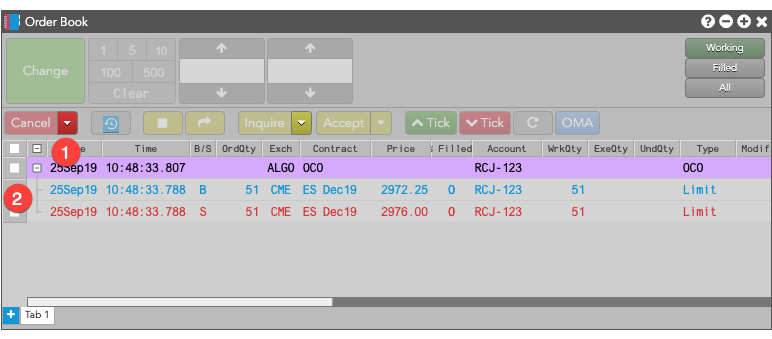 Order Book
Change
1 5 10
100 500
Clear
Working
Filled
All
Cancel Inquire Accept Tick Tick C OMA
1
Time B/S OrdQty Exch Contract Price Filled Account WrkQty ExeQty UndQty Type Modif
25Sep19 10:48:33.807 ALGO OCO RCJ-123 OCO
2
25Sep19 10:48:33.788 B 51 CME ES Dec19 2972.25 0 RCJ-123 51 Limit
25Sep19 10:48:33.788 S 51 CME ES Dec19 2976.00 0 RCJ-123 51 Limit
Tab 1